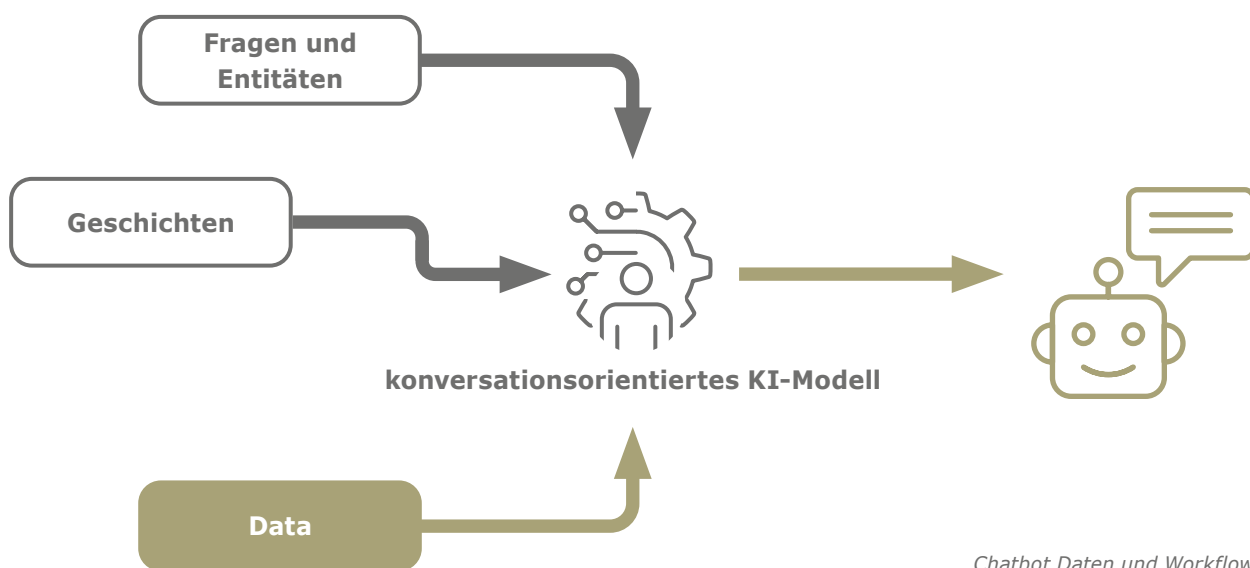 Fragen und
Entitäten
Geschichten
konversationsorientiertes KI-Modell
Data
Chatbot Daten und Workflow